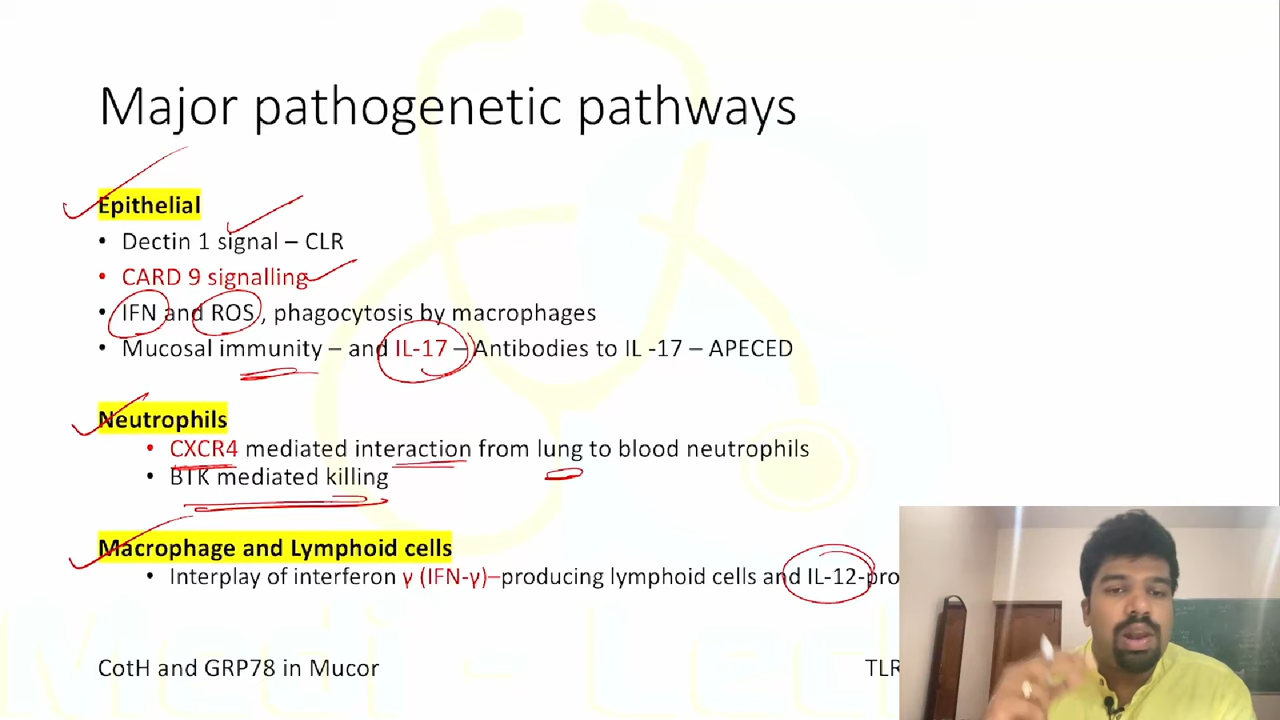 Major pathogenetic pathways
Epithelial
• Dectin 1 signal – CLR
• CARD 9 signalling
• IFN and ROS , phagocytosis by macrophages
• Mucosal immunity – and IL-17 – Antibodies to IL -17 – APECED
Neutrophils
• CXCR4 mediated interaction from lung to blood neutrophils
• BTK mediated killing
Macrophage and Lymphoid cells
• Interplay of interferon γ (IFN-γ)–producing lymphoid cells and IL-12-pro
CotH and GRP78 in Mucor
TLR